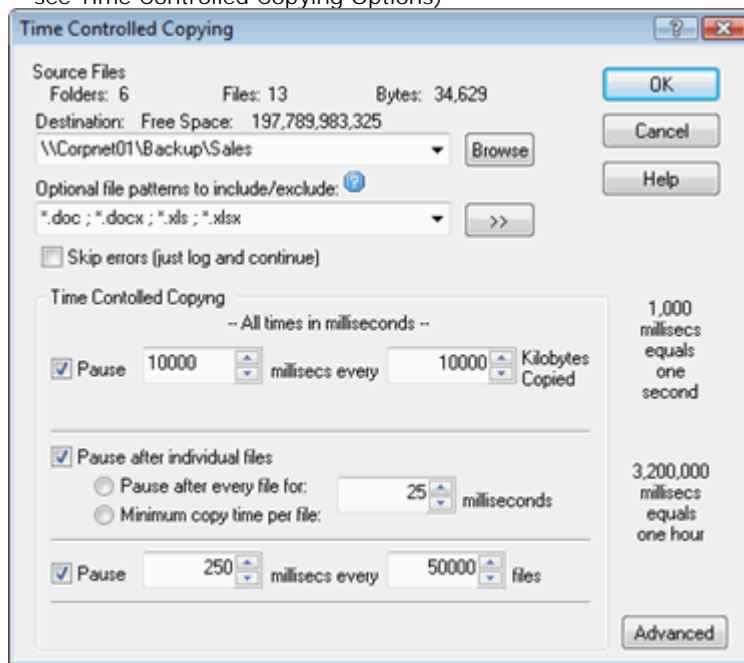 see Time Controlled Copying Options)
Time Controlled Copying
Source Files
Folders: 6 Files: 13 Bytes: 34,629
Destination: Free Space: 197,789,983,325
\\Corpnet01\Backup\Sales
Browse
Optional file patterns to include/exclude:
*.doc ; *.docx ; *.xls ; *.xlsx
>>
Skip errors (just log and continue)
OK
Cancel
Help
Time Contolled Copyng
-- All times in milliseconds --
Pause 10000 millisecs every 10000 Kilobytes
Copied
Pause after individual files
Pause after every file for:
25 milliseconds
Minimum copy time per file:
Pause 250 millisecs every 50000 files
1,000
millisecs
equals
one
second
3,200,000
millisecs
equals
one hour
Advanced